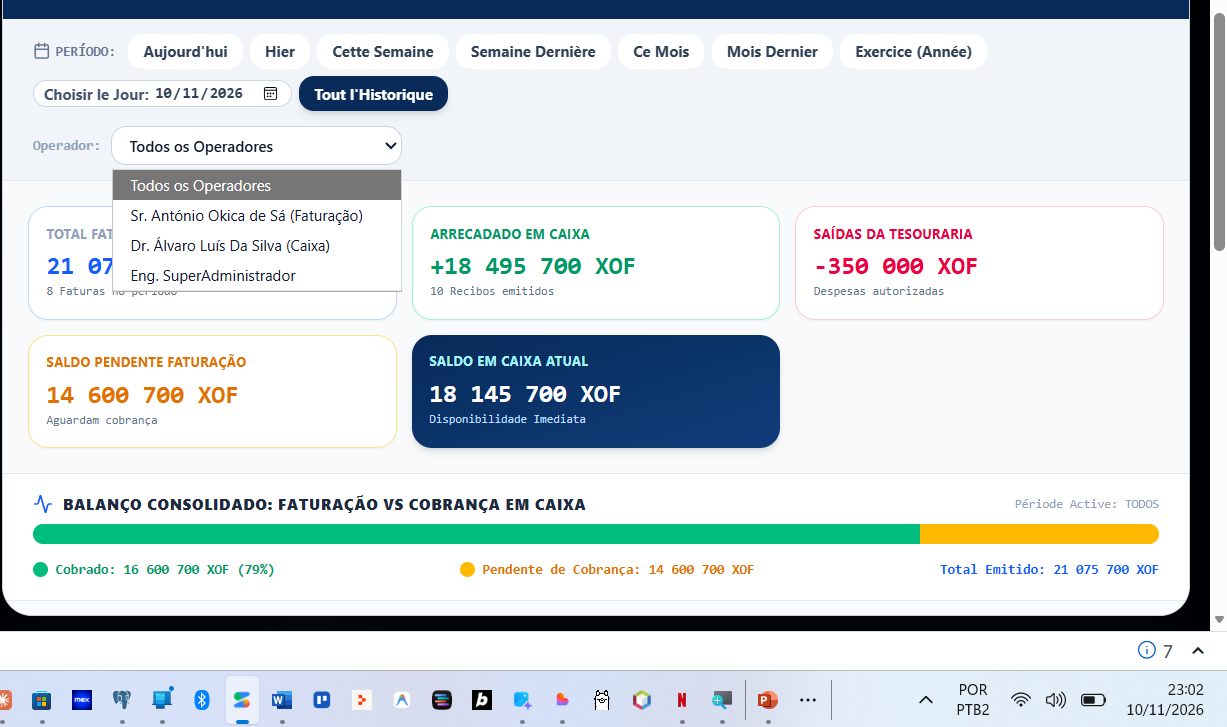 PERÍODO: Aujourd'hui Hier Cette Semaine Semaine Dernière Ce Mois Mois Dernier Exercice (Année)
Choisir le Jour: 10/11/2026 Tout l'Historique
Operador: Todos os Operadores
Todos os Operadores
Sr. António Okica de Sá (Faturação)
Dr. Álvaro Luís Da Silva (Caixa)
Eng. SuperAdministrador
TOTAL FAT
21 07
8 Faturas no período
ARRECADADO EM CAIXA
+18 495 700 XOF
10 Recibos emitidos
SAÍDAS DA TESOURARIA
-350 000 XOF
Despesas autorizadas
SALDO PENDENTE FATURAÇÃO
14 600 700 XOF
Aguardam cobrança
SALDO EM CAIXA ATUAL
18 145 700 XOF
Disponibilidade Imediata
BALANÇO CONSOLIDADO: FATURAÇÃO VS COBRANÇA EM CAIXA
Période Active: TODOS
Cobrado: 16 600 700 XOF (79%)
Pendente de Cobrança: 14 600 700 XOF
Total Emitido: 21 075 700 XOF
7
POR
PTB2
23:02
10/11/2026